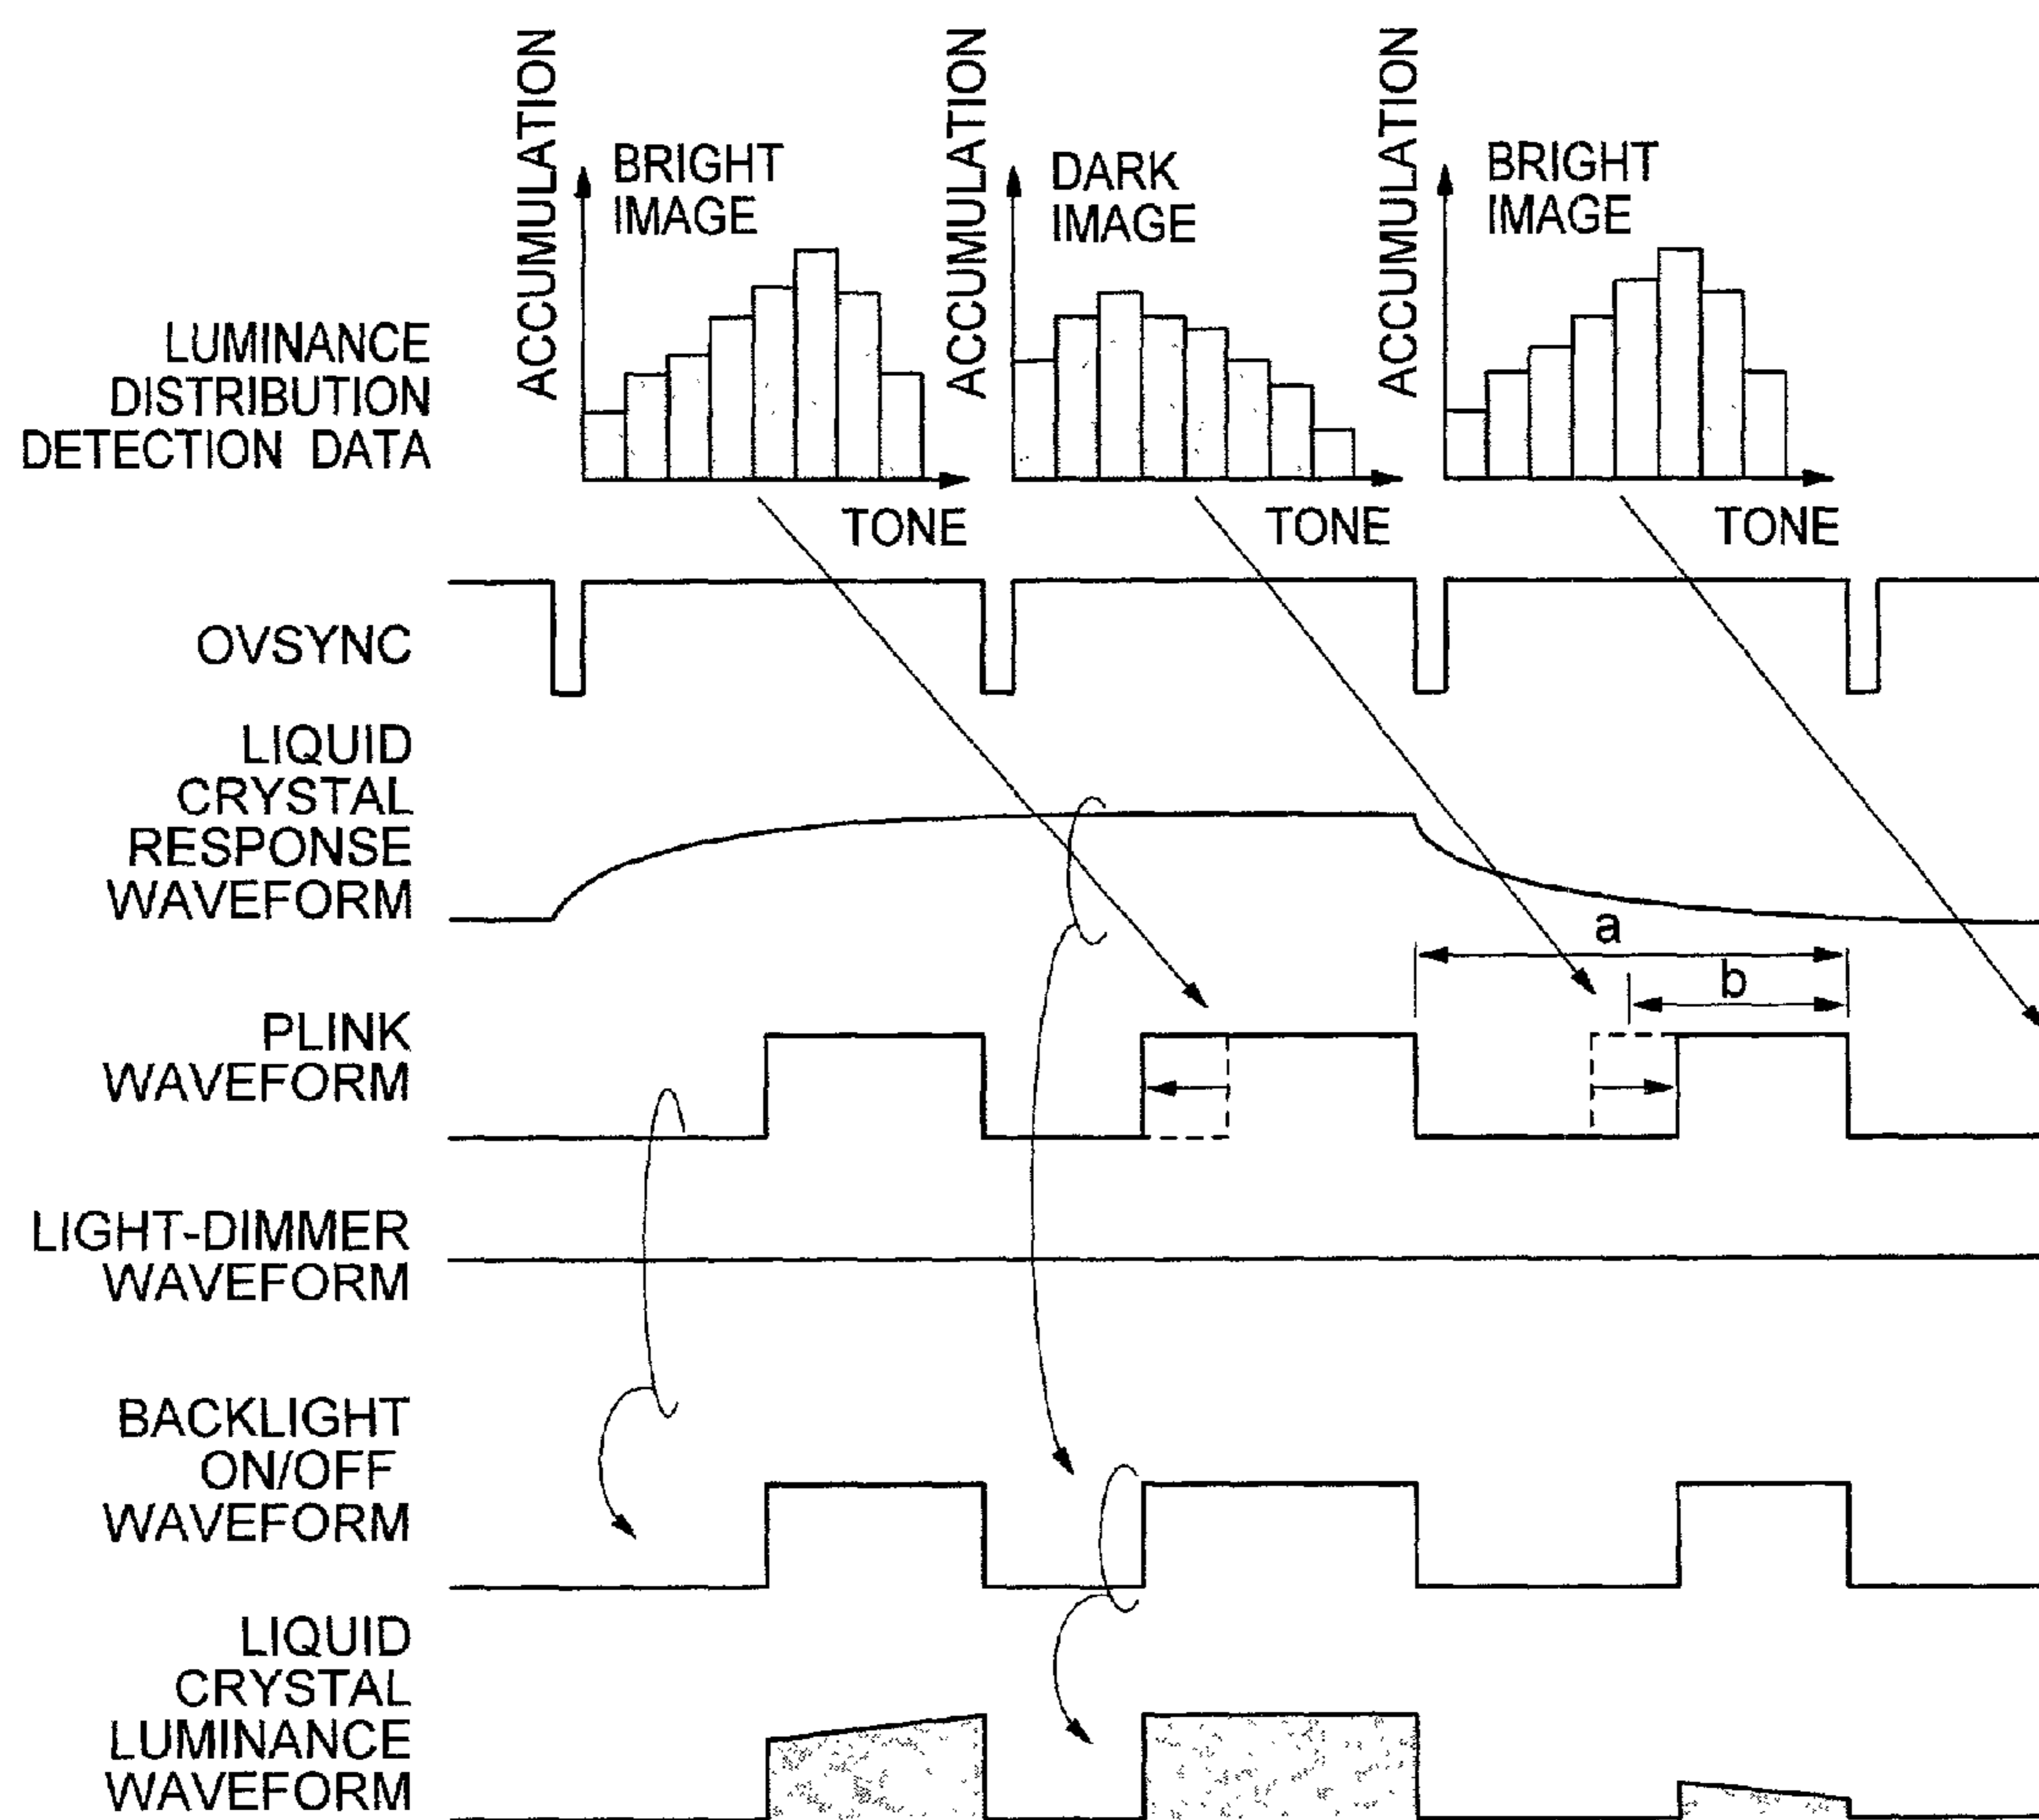 ACCUMULATION
BRIGHT
IMAGE
TONE
ACCUMULATION
DARK
IMAGE
TONE
ACCUMULATION
BRIGHT
IMAGE
TONE
LUMINANCE
DISTRIBUTION
DETECTION DATA
OVSYNC
LIQUID
CRYSTAL
RESPONSE
WAVEFORM
a
b
PLINK
WAVEFORM
LIGHT-DIMMER
WAVEFORM
BACKLIGHT
ON/OFF
WAVEFORM
LIQUID
CRYSTAL
LUMINANCE
WAVEFORM